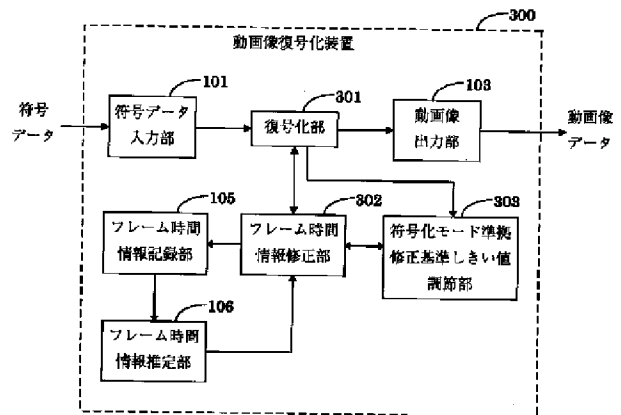 300
動画像復号化装置
101
301
103
符号
データ
符号データ
入力部
復号化部
動画像
出力部
動画像
データ
105
302
303
フレーム時間
情報記録部
フレーム時間
情報修正部
符号化モード準拠
修正基準しきい値
調節部
106
フレーム時間
情報推定部